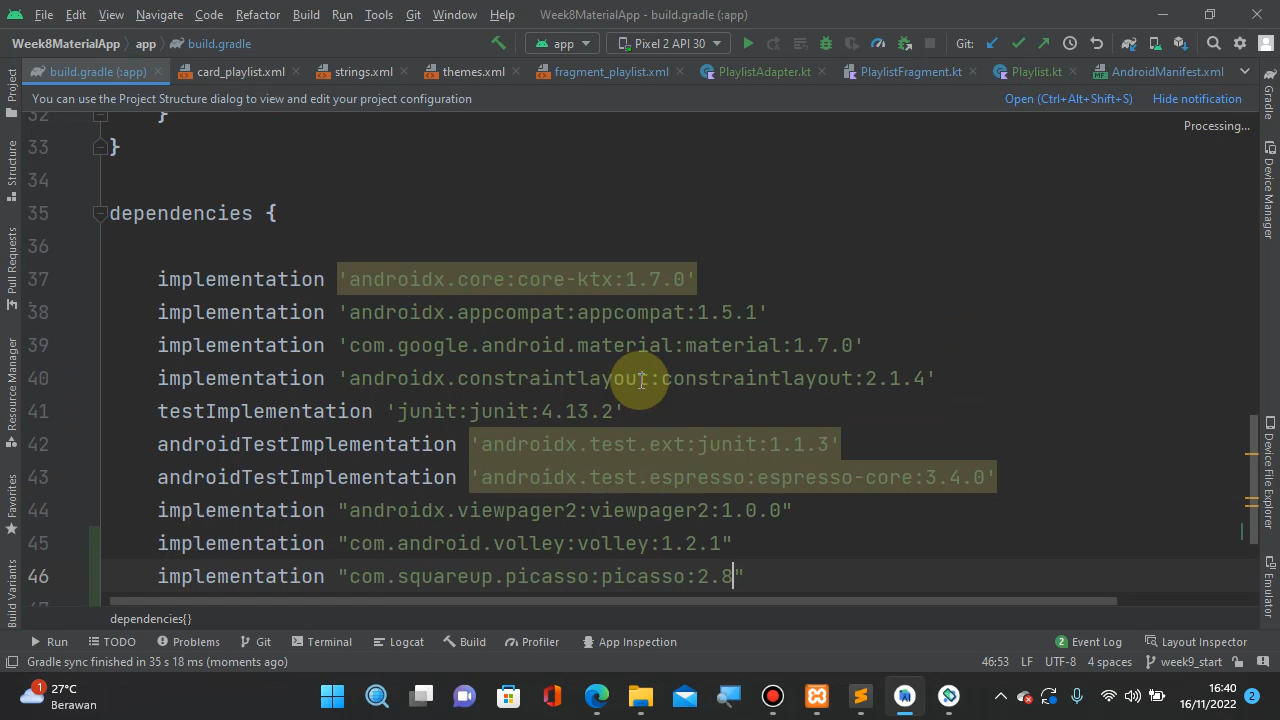 File Edit View Navigate Code Refactor Build Run Tools Git Window Help Week8MaterialApp - build.gradle (:app)
Week8MaterialApp app build.gradle app Pixel 2 API 30 Git:
build.gradle (:app) card_playlist.xml strings.xml themes.xml fragment_playlist.xml PlaylistAdapter.kt PlaylistFragment.kt Playlist.kt AndroidManifest.xml
You can use the Project Structure dialog to view and edit your project configuration Open (Ctrl+Alt+Shift+S) Hide notification
Processing...
32 }
33 }
34
35 dependencies {
36
37 implementation 'androidx.core:core-ktx:1.7.0'
38 implementation 'androidx.appcompat:appcompat:1.5.1'
39 implementation 'com.google.android.material:material:1.7.0'
40 implementation 'androidx.constraintlayout:constraintlayout:2.1.4'
41 testImplementation 'junit:junit:4.13.2'
42 androidTestImplementation 'androidx.test.ext:junit:1.1.3'
43 androidTestImplementation 'androidx.test.espresso:espresso-core:3.4.0'
44 implementation "androidx.viewpager2:viewpager2:1.0.0"
45 implementation "com.android.volley:volley:1.2.1"
46 implementation "com.squareup.picasso:picasso:2.8"
dependencies{}
Project
Structure
Pull Requests
Resource Manager
Favorites
Build Variants
Gradle
Device Manager
Device File Explorer
Emulator
Run TODO Problems Git Terminal Logcat Build Profiler App Inspection 2 Event Log Layout Inspector
Gradle sync finished in 35 s 18 ms (moments ago) 46:53 LF UTF-8 4 spaces week9_start
1 27°C
Berawan
16:40
16/11/2022 2